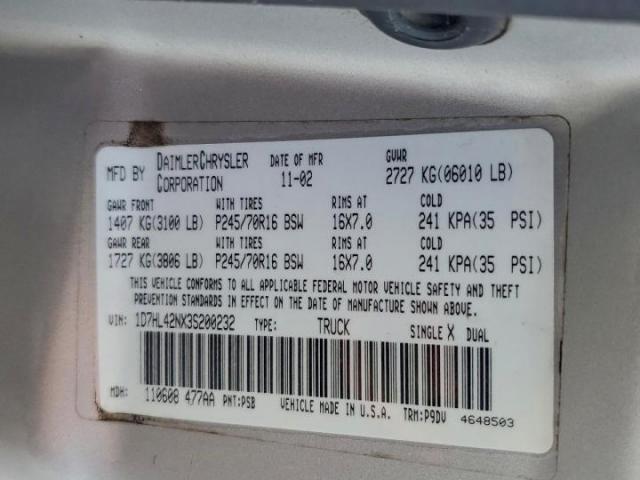 MFD BY DAIMLERCHRYSLER CORPORATION DATE OF MFR 11-02 GVWR 2727 KG(06010 LB)
GAWR FRONT WITH TIRES RIMS AT COLD
1407 KG(3100 LB) P245/70R16 BSW 16X7.0 241 KPA(35 PSI)
GAWR REAR WITH TIRES RIMS AT COLD
1727 KG(3806 LB) P245/70R16 BSW 16X7.0 241 KPA(35 PSI)
THIS VEHICLE CONFORMS TO ALL APPLICABLE FEDERAL MOTOR VEHICLE SAFETY AND THEFT
PREVENTION STANDARDS IN EFFECT ON THE DATE OF MANUFACTURE SHOWN ABOVE.
VIN: 1D7HL42NX3S200232 TYPE: TRUCK SINGLE X DUAL
MDH: 110608 477AA PNT:PSB VEHICLE MADE IN U.S.A. TRM:P9DV 4648503